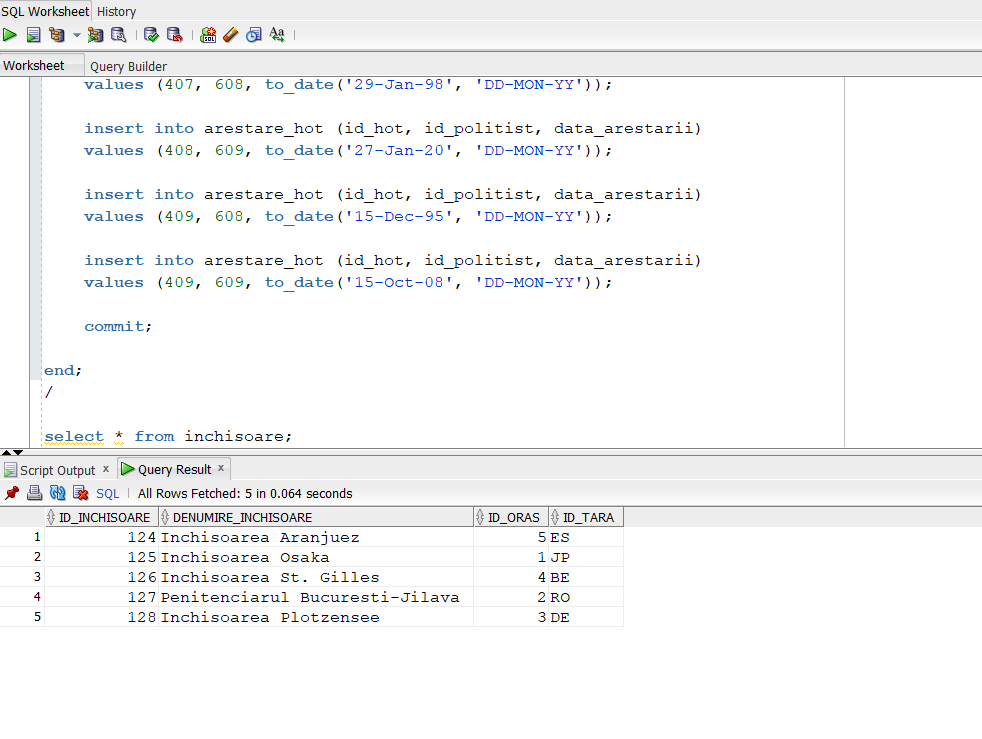 SQL Worksheet History
Worksheet Query Builder
values (407, 608, to_date('29-Jan-98', 'DD-MON-YY'));
insert into arestare_hot (id_hot, id_politist, data_arestarii)
values (408, 609, to_date('27-Jan-20', 'DD-MON-YY'));
insert into arestare_hot (id_hot, id_politist, data_arestarii)
values (409, 608, to_date('15-Dec-95', 'DD-MON-YY'));
insert into arestare_hot (id_hot, id_politist, data_arestarii)
values (409, 609, to_date('15-Oct-08', 'DD-MON-YY'));
commit;
end;
/
select * from inchisoare;
Script Output x Query Result x
SQL | All Rows Fetched: 5 in 0.064 seconds
ID_INCHISOARE DENUMIRE_INCHISOARE ID_ORAS ID_TARA
1 124 Inchisoarea Aranjuez 5 ES
2 125 Inchisoarea Osaka 1 JP
3 126 Inchisoarea St. Gilles 4 BE
4 127 Penitenciarul Bucuresti-Jilava 2 RO
5 128 Inchisoarea Plotzensee 3 DE